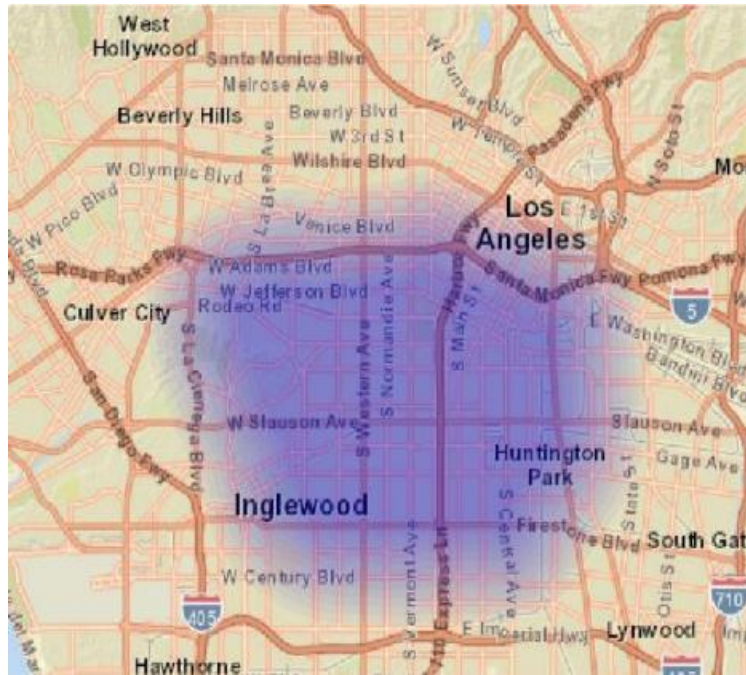 West
Hollywood
Santa Monica Blvd
Melrose Ave
W Sunset Blvd
Beverly Hills
Beverly Blvd
W 3rd St
W Temple St
Pasadena Fwy
N Soto St
Wilshire Blvd
W Olympic Blvd
S La Brea Ave
W Pico Blvd
Venice Blvd
Los
Angeles
E 1st St
Rosa Parks Fwy
W Adams Blvd
Harbor Fwy
Santa Monica Fwy
Pomona Fwy
W Jefferson Blvd
Culver City
Rodeo Rd
S Normandie Ave
S Main St
5
E Washington Blvd
Bandini Blvd
S La Cienega Blvd
S Western Ave
San Diego Fwy
W Slauson Ave
Slauson Ave
Huntington
Park
Gage Ave
State St
Inglewood
S Central Ave
Firestone Blvd
South Gat
S Vermont Ave
110 Express Ln
W Century Blvd
Otis St
710
405
E Imperial Hwy
Lynwood
Im
Hawthorne